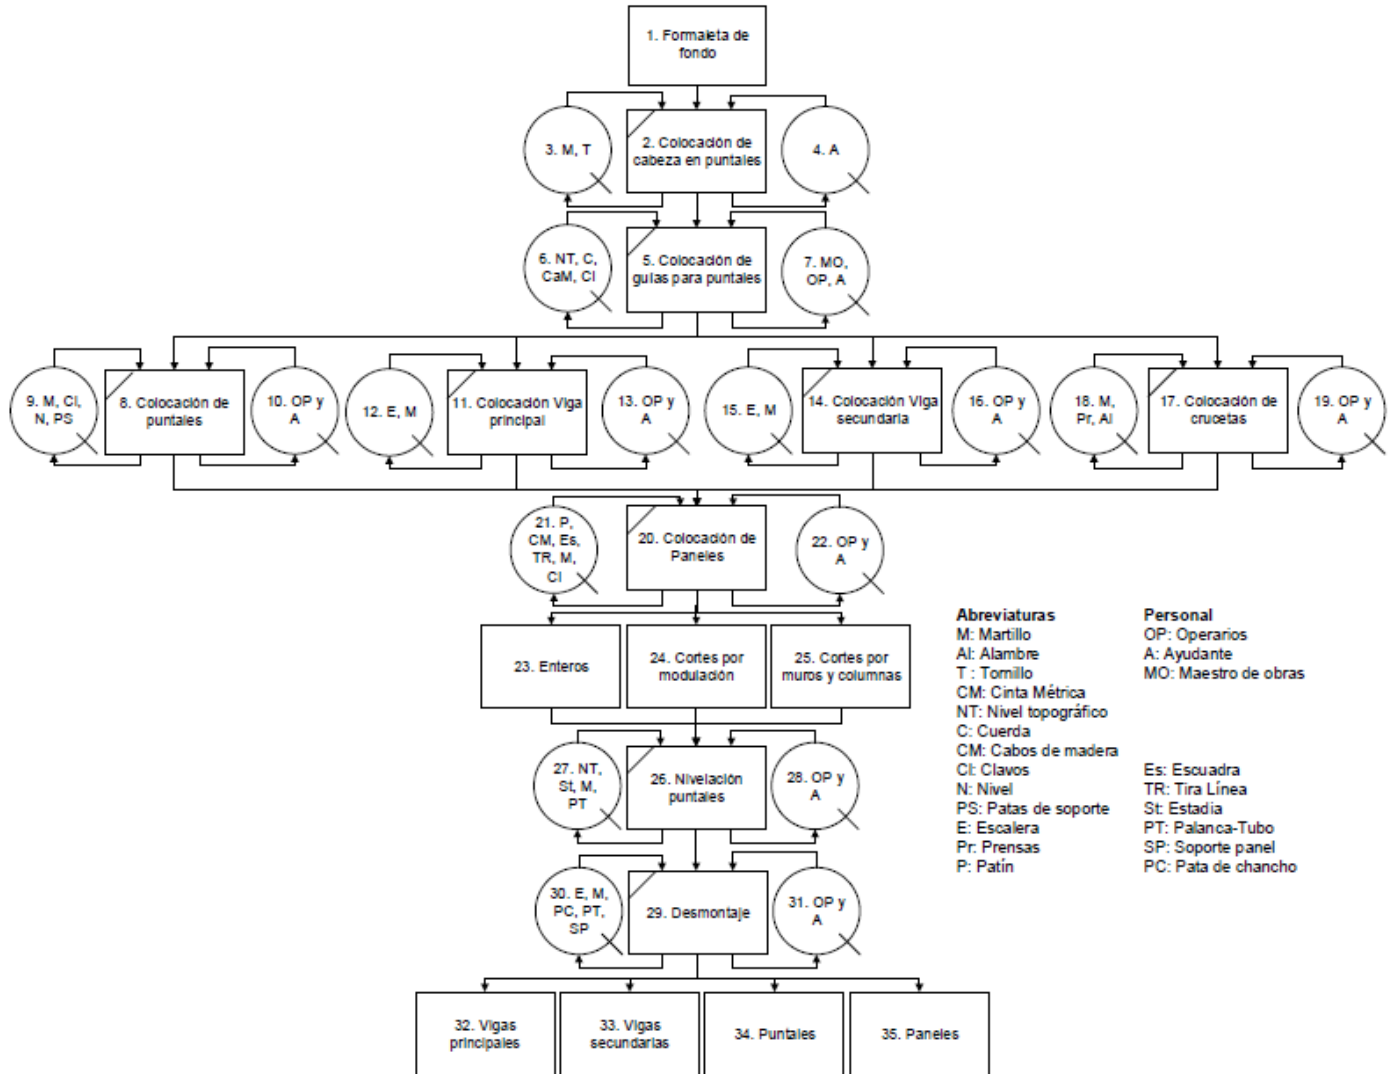 1. Formaleta de
fondo
3. M, T
2. Colocación de
cabeza en puntales
4. A
6. NT, C,
CaM, Cl
5. Colocación de
guías para puntales
7. MO,
OP, A
9. M, Cl,
N, PS
8. Colocación de
puntales
10. OP y
A
12. E, M
11. Colocación Viga
principal
13. OP y
A
15. E, M
14. Colocación Viga
secundaria
16. OP y
A
18. M,
Pr, Al
17. Colocación de
crucetas
19. OP y
A
21. P,
CM, Es,
TR, M,
Cl
20. Colocación de
Paneles
22. OP y
A
23. Enteros
24. Cortes por
modulación
25. Cortes por
muros y columnas
27. NT,
St, M,
PT
26. Nivelación
puntales
28. OP y
A
30. E, M,
PC, PT,
SP
29. Desmontaje
31. OP y
A
32. Vigas
principales
33. Vigas
secundarias
34. Puntales
35. Paneles
Abreviaturas
M: Martillo
Al: Alambre
T : Tornillo
CM: Cinta Métrica
NT: Nivel topográfico
C: Cuerda
CM: Cabos de madera
Cl: Clavos
N: Nivel
PS: Patas de soporte
E: Escalera
Pr: Prensas
P: Patín
Personal
OP: Operarios
A: Ayudante
MO: Maestro de obras
Es: Escuadra
TR: Tira Línea
St: Estadia
PT: Palanca-Tubo
SP: Soporte panel
PC: Pata de chancho